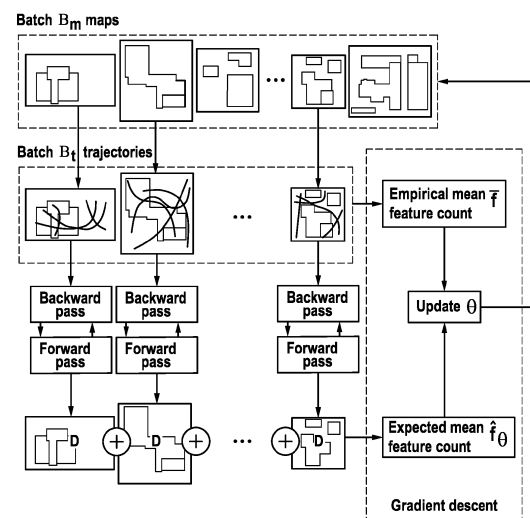 Batch Bm maps
...
Batch Bt trajectories
...
Empirical mean f̅
feature count
Backward
pass
Backward
pass
Backward
pass
Update θ
Forward
pass
Forward
pass
Forward
pass
D + D + ... + D
Expected mean f̂θ
feature count
Gradient descent